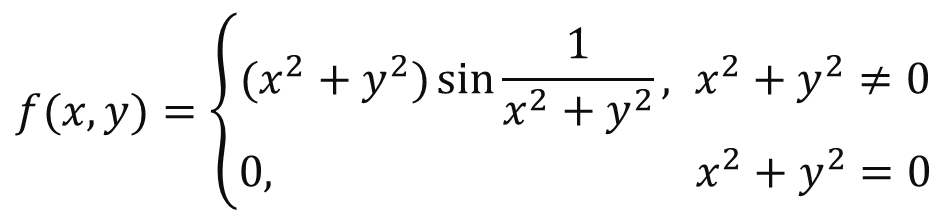 f(x, y) = { (x² + y²) sin 1/(x² + y²), x² + y² ≠ 0
0, x² + y² = 0